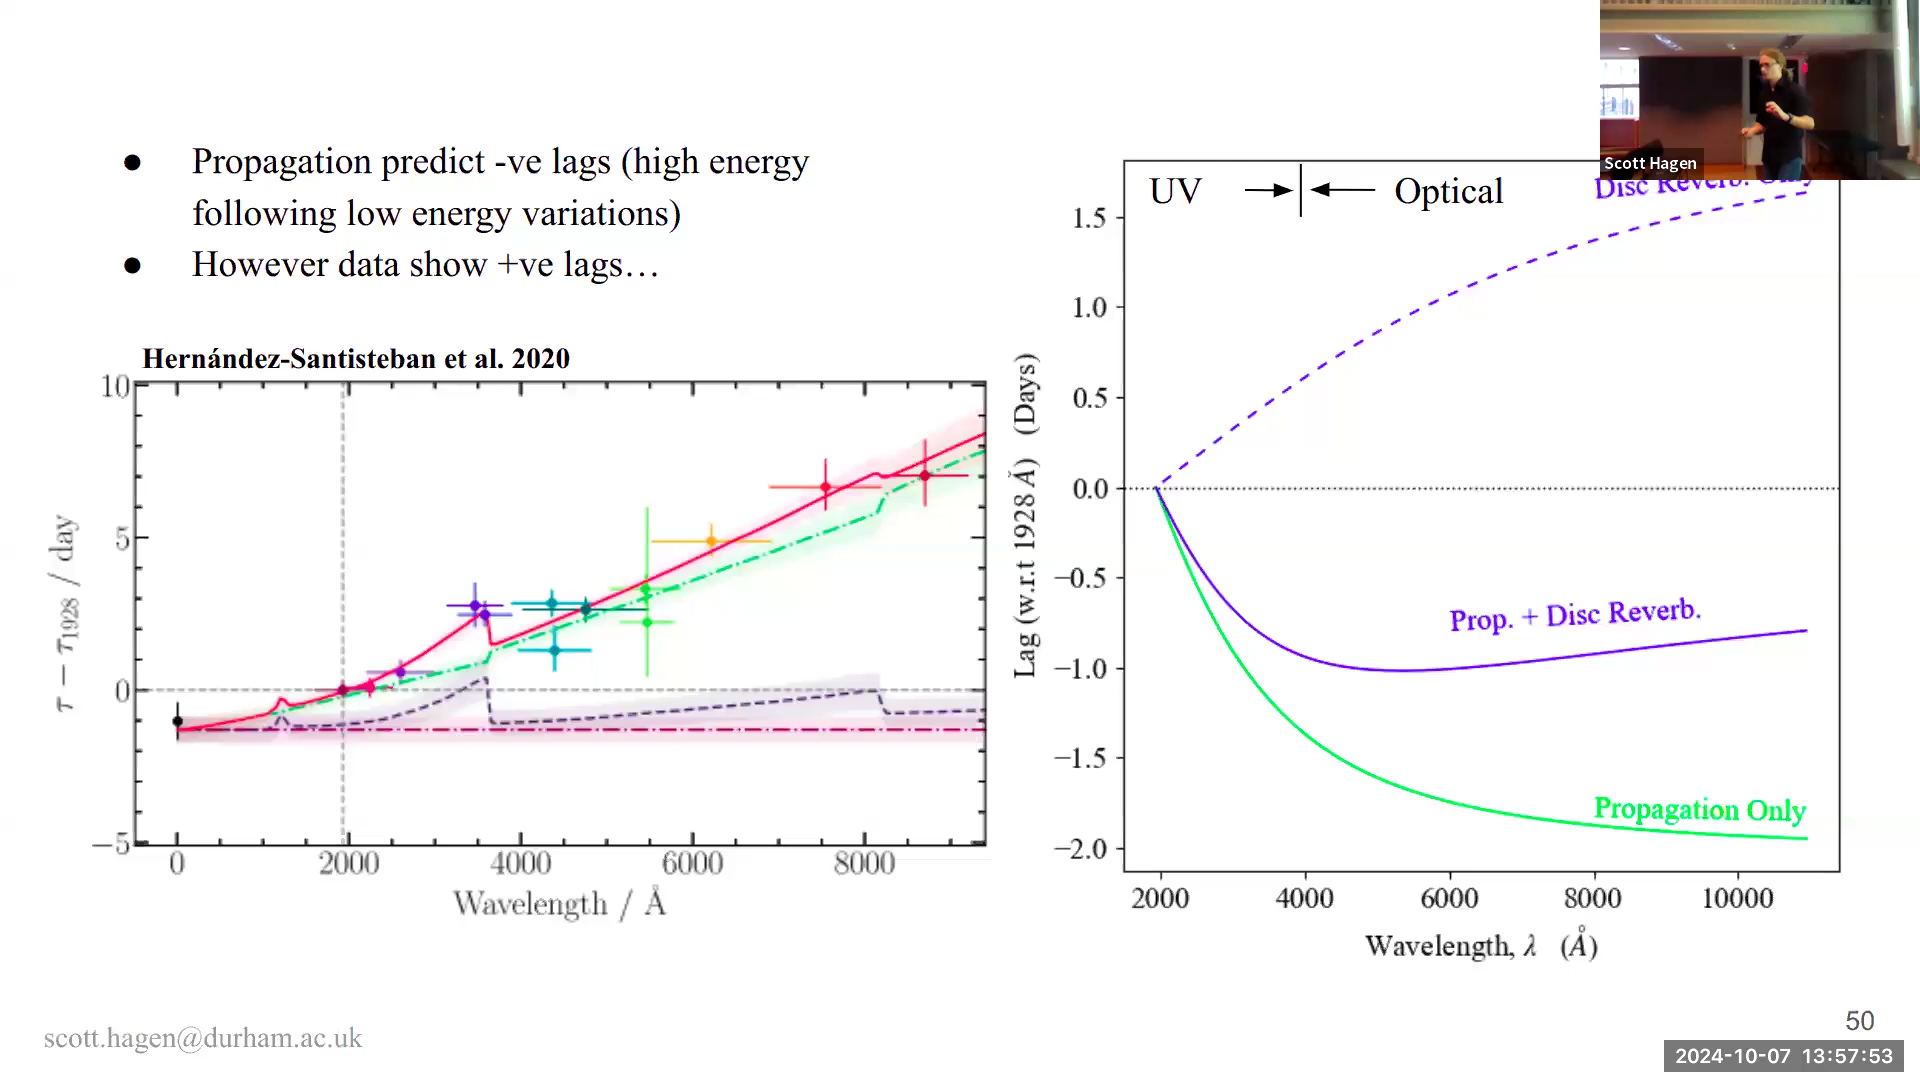 ● Propagation predict -ve lags (high energy
following low energy variations)
● However data show +ve lags…
Hernández-Santisteban et al. 2020
10
5
0
−5
τ − τ1928 / day
0 2000 4000 6000 8000
Wavelength / Å
UV Optical
Disc Reverb. Only
1.5
1.0
0.5
0.0
−0.5
−1.0
−1.5
−2.0
Lag (w.r.t 1928 Å) (Days)
Prop. + Disc Reverb.
Propagation Only
2000 4000 6000 8000 10000
Wavelength, λ (Å)
Scott Hagen
scott.hagen@durham.ac.uk
50
2024-10-07 13:57:53